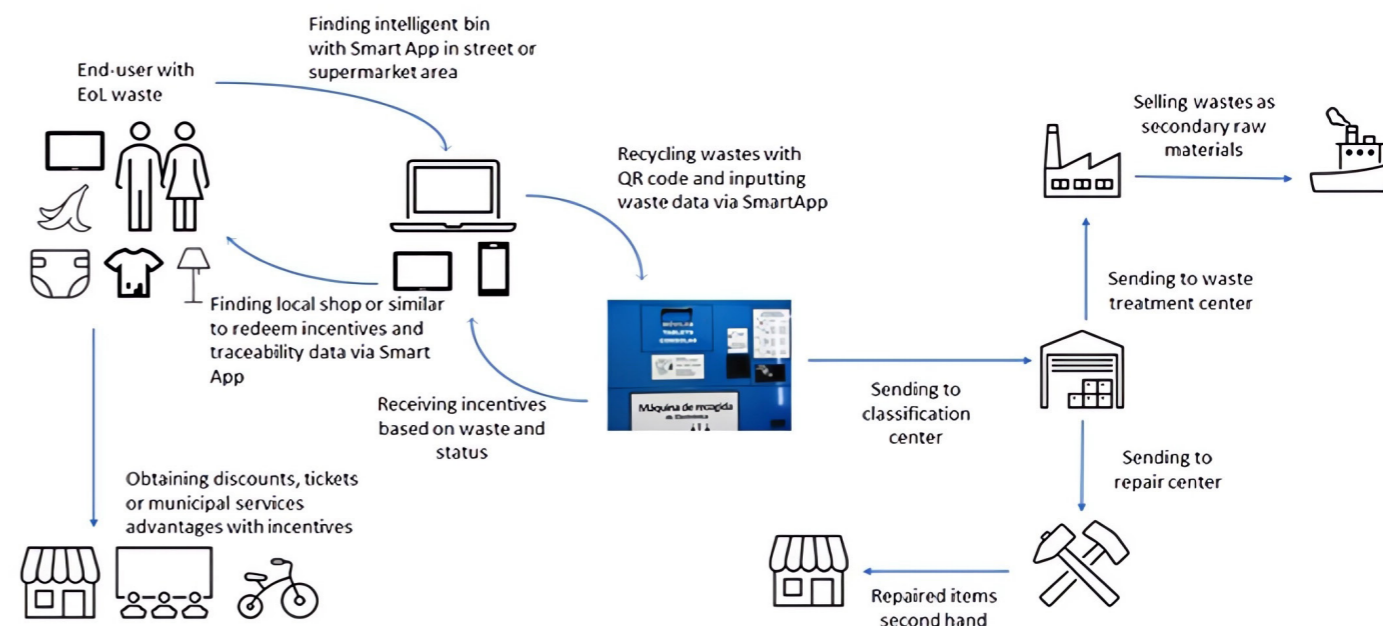 Finding intelligent bin
with Smart App in street or
supermarket area
End-user with
EoL waste
Selling wastes as
secondary raw
materials
Recycling wastes with
QR code and inputting
waste data via SmartApp
Sending to waste
treatment center
Finding local shop or similar
to redeem incentives and
traceability data via Smart
App
MÓVILES
TABLETS
CONSOLAS
Máquina de recogida
Receiving incentives
based on waste and
status
Sending to
classification
center
Sending to
repair center
Obtaining discounts, tickets
or municipal services
advantages with incentives
Repaired items
second hand